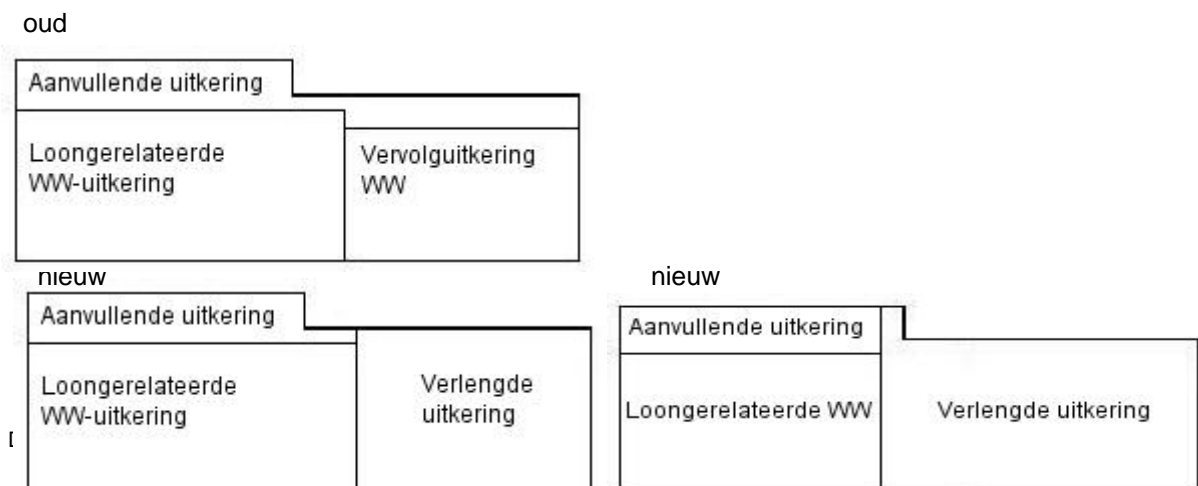 oud
Aanvullende uitkering
Loongerelateerde
WW-uitkering
Vervolguitkering
WW
nieuw
Aanvullende uitkering
Loongerelateerde
WW-uitkering
Verlengde
uitkering
nieuw
Aanvullende uitkering
Loongerelateerde WW
Verlengde uitkering